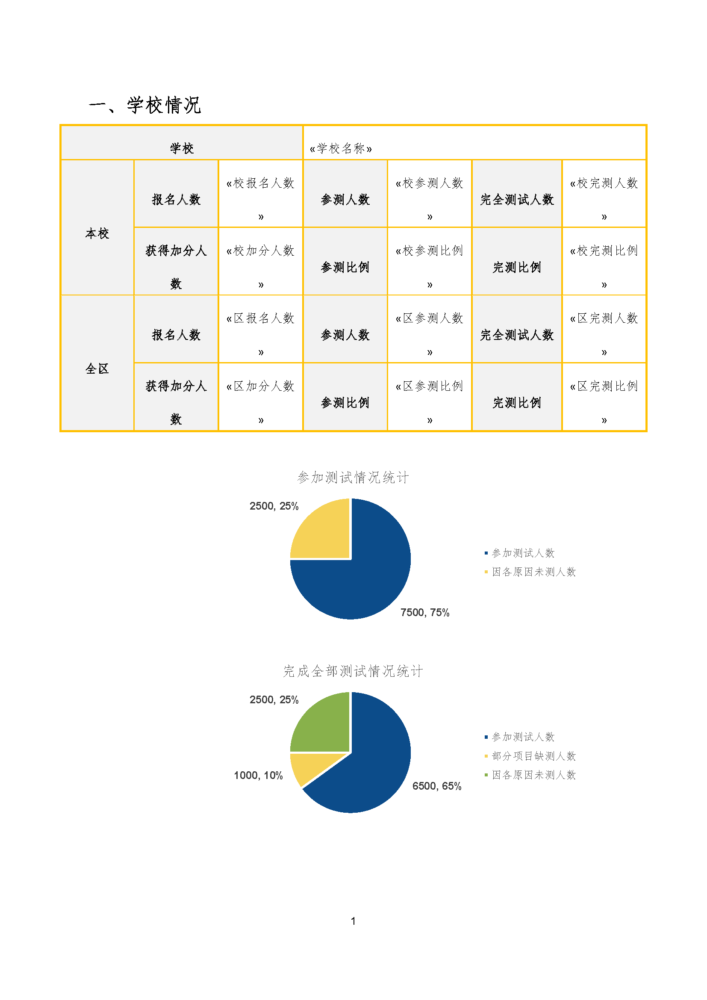 一、学校情况
学校 «学校名称»
本校
报名人数 «校报名人数» 参测人数 «校参测人数» 完全测试人数 «校完测人数»
获得加分人数 «校加分人数» 参测比例 «校参测比例» 完测比例 «校完测比例»
全区
报名人数 «区报名人数» 参测人数 «区参测人数» 完全测试人数 «区完测人数»
获得加分人数 «区加分人数» 参测比例 «区参测比例» 完测比例 «区完测比例»
参加测试情况统计
2500, 25%
7500, 75%
参加测试人数
因各原因未测人数
完成全部测试情况统计
2500, 25%
1000, 10%
6500, 65%
参加测试人数
部分项目缺测人数
因各原因未测人数
1